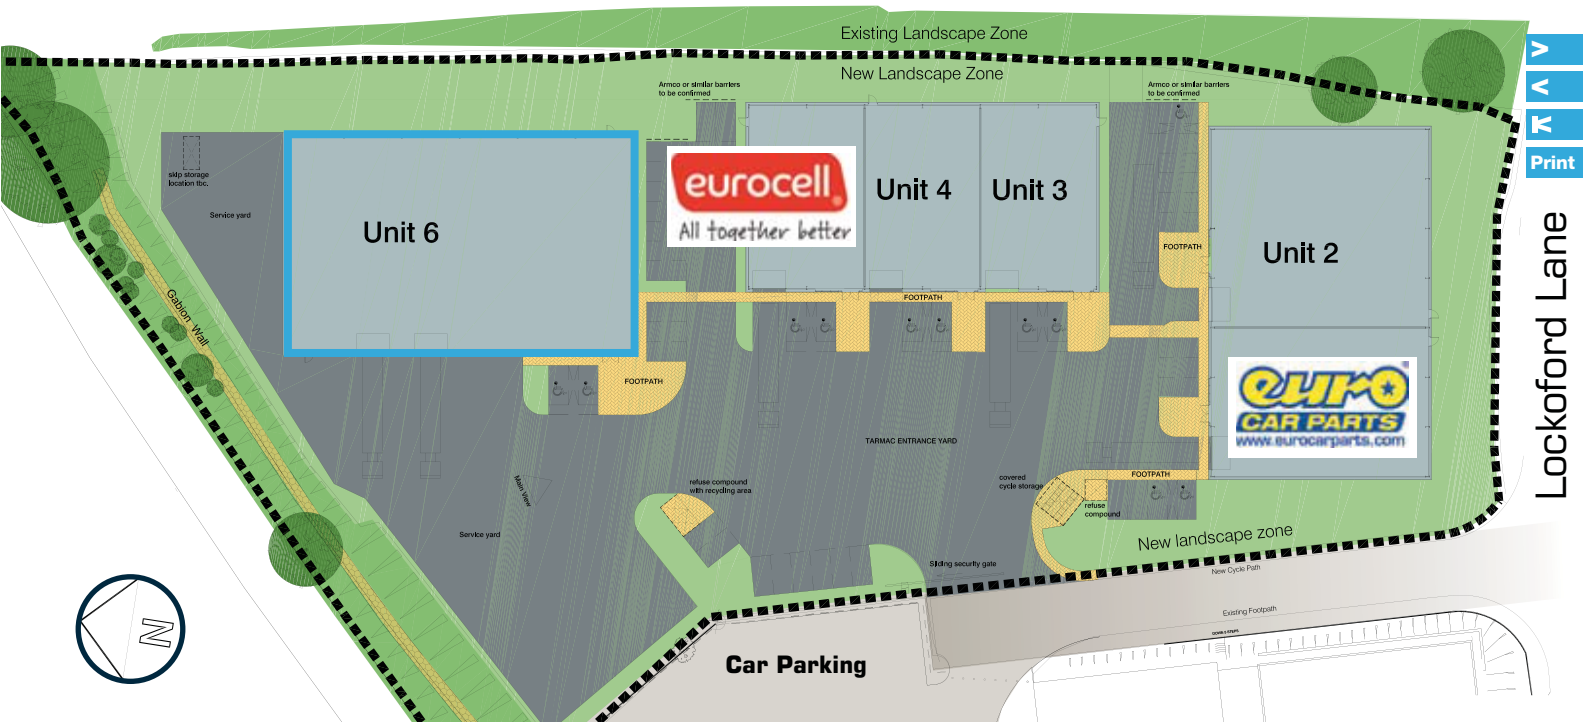 Existing Landscape Zone
New Landscape Zone
Armco or similar barriers
to be confirmed
Armco or similar barriers
to be confirmed
>
<
K
Print
skip storage
location tbc.
Service yard
Unit 6
eurocell
All together better
Unit 4
Unit 3
FOOTPATH
Unit 2
Lockoford Lane
Gabion Wall
FOOTPATH
FOOTPATH
euro
CAR PARTS
www.eurocarparts.com
TARMAC ENTRANCE YARD
Main View
refuse compound
with recycling area
covered
cycle storage
FOOTPATH
refuse
compound
Service yard
New landscape zone
Sliding security gate
New Cycle Path
Existing Footpath
N
Car Parking